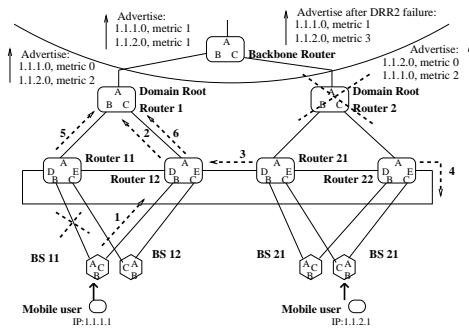 Advertise:
1.1.1.0, metric 1
1.1.2.0, metric 1
Advertise after DRR2 failure:
1.1.1.0, metric 1
1.1.2.0, metric 3
Advertise:
1.1.1.0, metric 0
1.1.2.0, metric 2
A
B C
Backbone Router
Advertise:
1.1.2.0, metric 0
1.1.1.0, metric 2
A
B C
Domain Root
Router 1
A
B C
Domain Root
Router 2
5
2
6
3
4
A
D E
B C
Router 11
A
D E
B C
Router 12
A
D E
B C
Router 21
A
D E
B C
Router 22
1
BS 11
A C
B
C A
B
BS 12
BS 21
A C
B
C A
B
BS 21
Mobile user
IP:1.1.1.1
Mobile user
IP:1.1.2.1